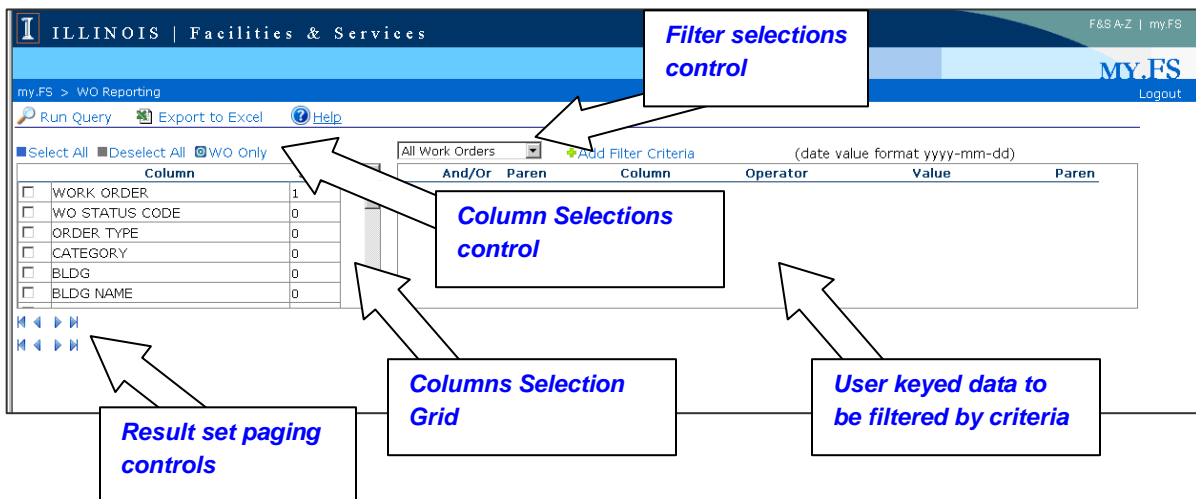 I ILLINOIS | Facilities & Services
F&S A-Z | my.FS
MY.FS
my.FS > WO Reporting
Logout
Run Query Export to Excel Help
Select All Deselect All WO Only
All Work Orders Add Filter Criteria (date value format yyyy-mm-dd)
Column
And/Or Paren Column Operator Value Paren
WORK ORDER 1
WO STATUS CODE 0
ORDER TYPE 0
CATEGORY 0
BLDG 0
BLDG NAME 0
Filter selections
control
Column Selections
control
Columns Selection
Grid
User keyed data to
be filtered by criteria
Result set paging
controls